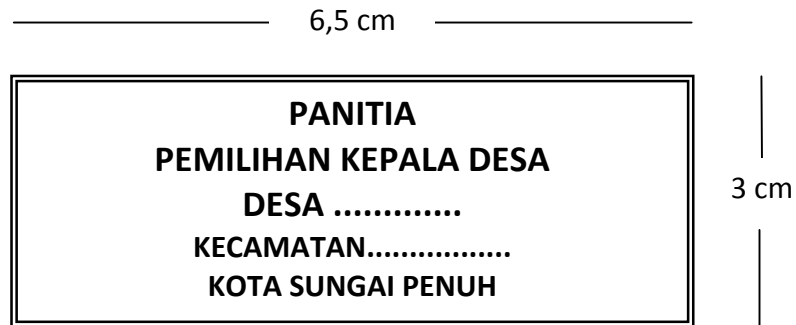 6,5 cm
PANITIA
PEMILIHAN KEPALA DESA
DESA .............
KECAMATAN.................
KOTA SUNGAI PENUH
3 cm